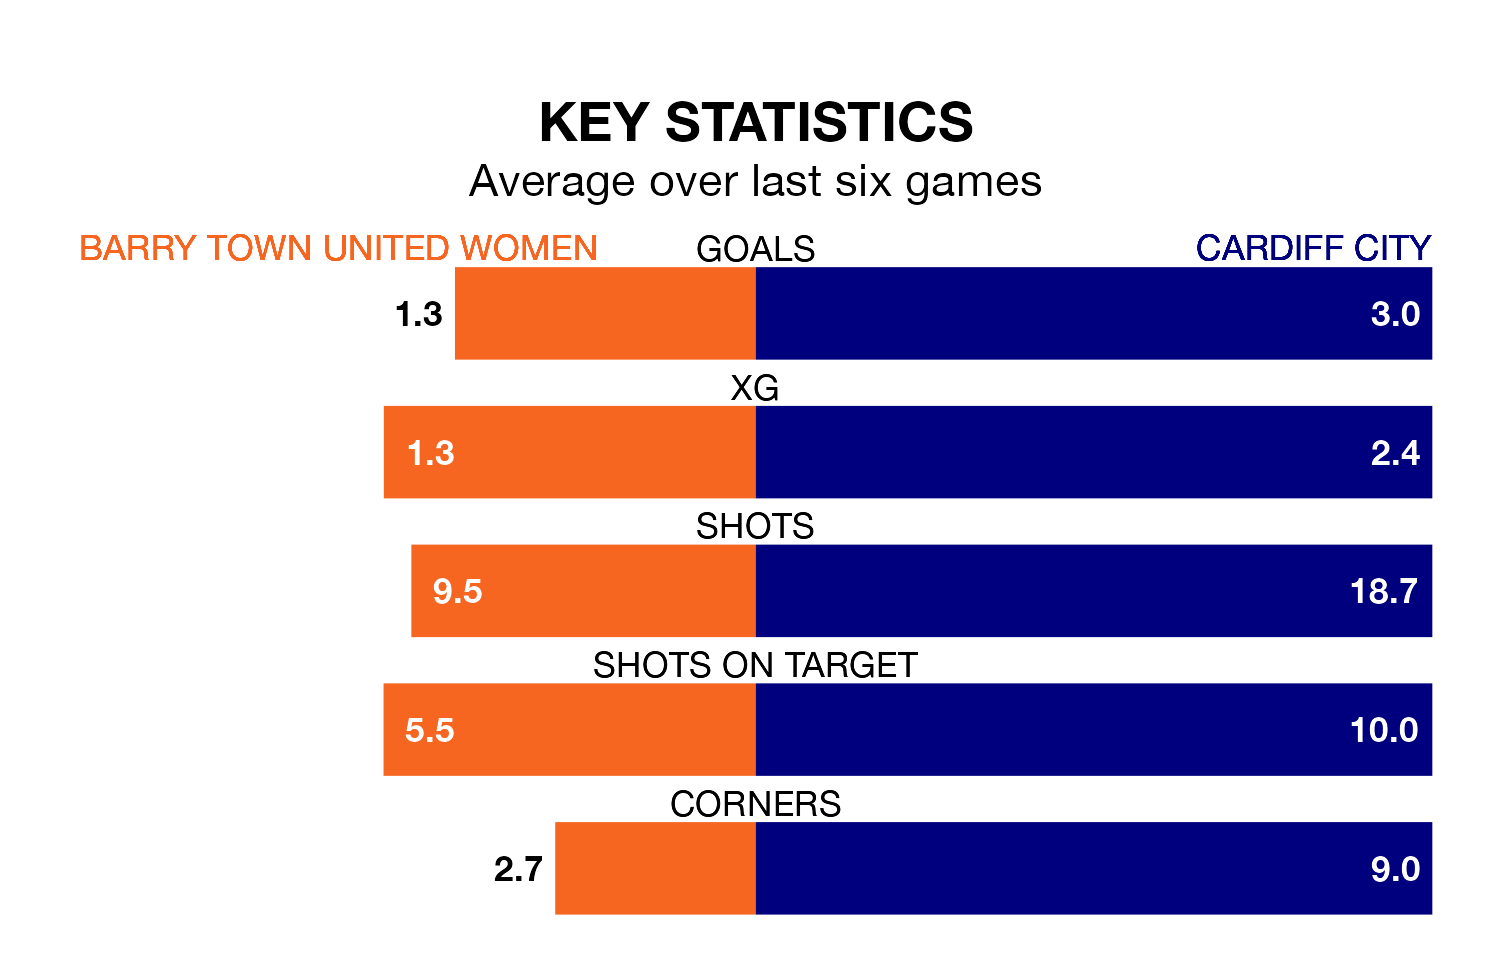 KEY STATISTICS
Average over last six games
BARRY TOWN UNITED WOMEN GOALS CARDIFF CITY
1.3 3.0
XG
1.3 2.4
SHOTS
9.5 18.7
SHOTS ON TARGET
5.5 10.0
CORNERS
2.7 9.0